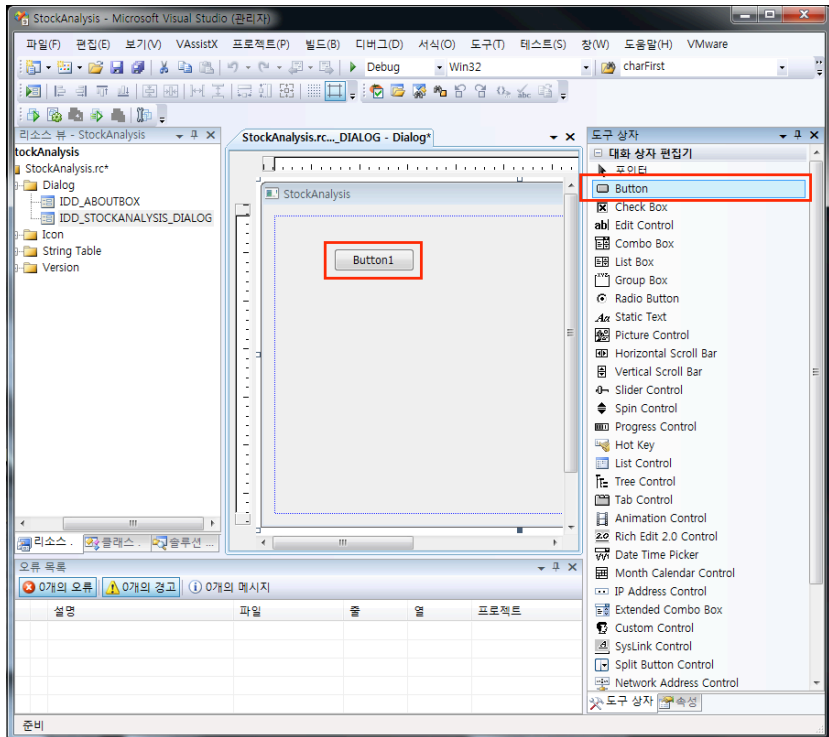 StockAnalysis - Microsoft Visual Studio (관리자)
파일(F) 편집(E) 보기(V) VAssistX 프로젝트(P) 빌드(B) 디버그(D) 서식(O) 도구(T) 테스트(S) 창(W) 도움말(H) VMware
Debug Win32 charFirst
리소스 뷰 - StockAnalysis
tockAnalysis
StockAnalysis.rc*
Dialog
IDD_ABOUTBOX
IDD_STOCKANALYSIS_DIALOG
Icon
String Table
Version
리소스 . 클래스 . 솔루션 ...
StockAnalysis.rc..._DIALOG - Dialog*
StockAnalysis
Button1
도구 상자
대화 상자 편집기
포인터
Button
Check Box
Edit Control
Combo Box
List Box
Group Box
Radio Button
Static Text
Picture Control
Horizontal Scroll Bar
Vertical Scroll Bar
Slider Control
Spin Control
Progress Control
Hot Key
List Control
Tree Control
Tab Control
Animation Control
Rich Edit 2.0 Control
Date Time Picker
Month Calendar Control
IP Address Control
Extended Combo Box
Custom Control
SysLink Control
Split Button Control
Network Address Control
도구 상자 속성
오류 목록
0개의 오류 0개의 경고 0개의 메시지
설명 파일 줄 열 프로젝트
준비